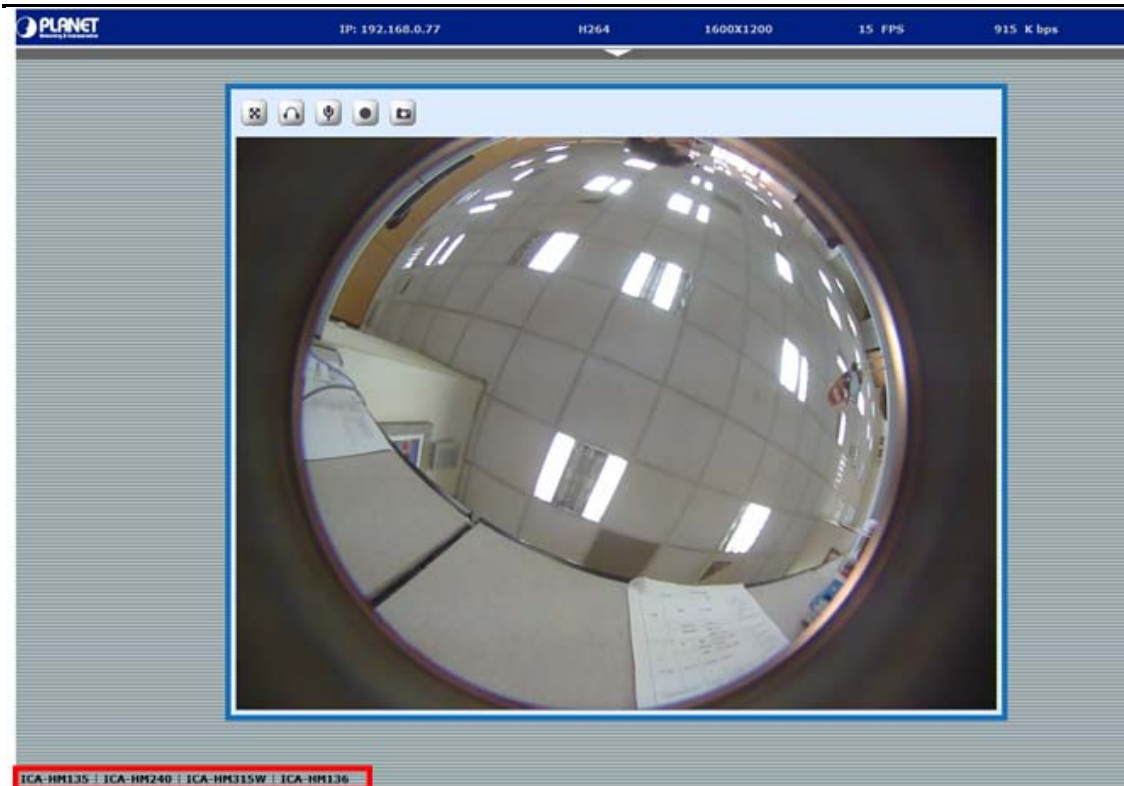 PLANET
IP: 192.168.0.77 H264 1600X1200 15 FPS 915 K bps
ICA-HM135 | ICA-HM240 | ICA-HM315W | ICA-HM136